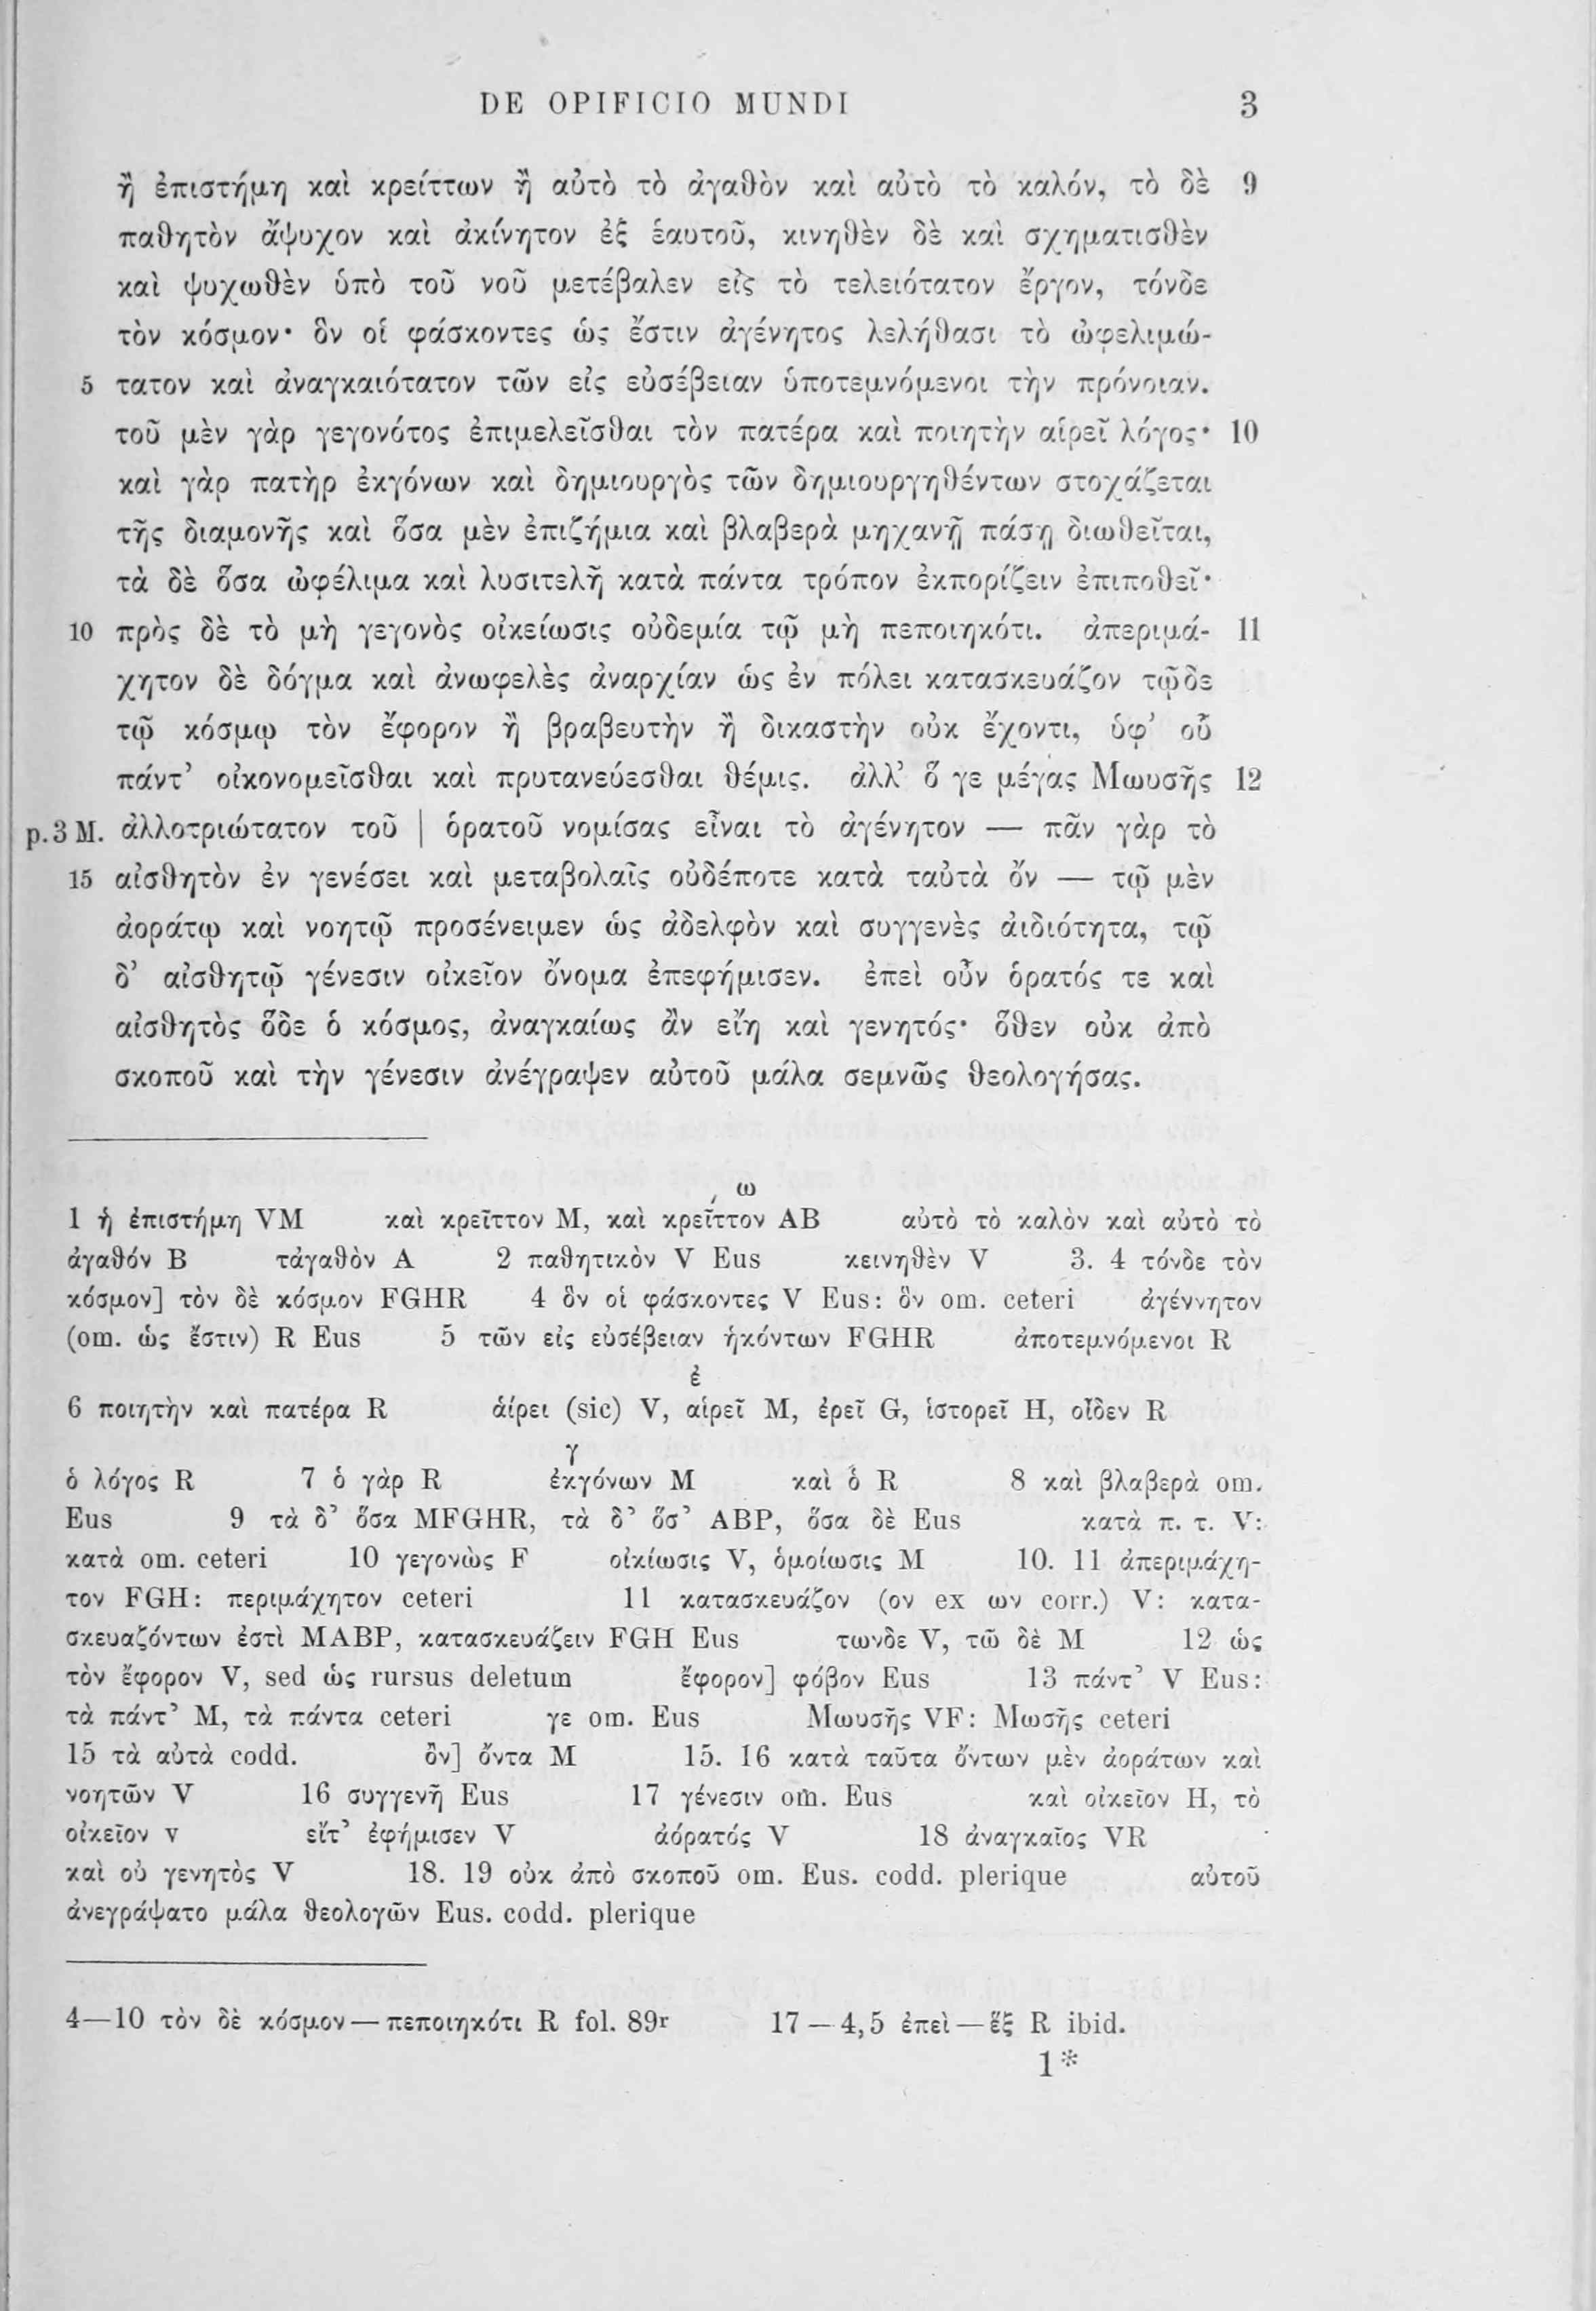 DE OPIFICIO MUNDI 3
ἢ ἐπιστήμη καὶ κρείττων ἢ αὐτὸ τὸ ἀγαθὸν καὶ αὐτὸ τὸ καλόν, τὸ δὲ 9
παθητὸν ἄψυχον καὶ ἀκίνητον ἐξ ἑαυτοῦ, κινηθὲν δὲ καὶ σχηματισθὲν
καὶ ψυχωθὲν ὑπὸ τοῦ νοῦ μετέβαλεν εἰς τὸ τελειότατον ἔργον, τόνδε
τὸν κόσμον· ὃν οἱ φάσκοντες ὡς ἔστιν ἀγένητος λελήθασι τὸ ὠφελιμώ-
5 τατον καὶ ἀναγκαιότατον τῶν εἰς εὐσέβειαν ὑποτεμνόμενοι τὴν πρόνοιαν.
τοῦ μὲν γὰρ γεγονότος ἐπιμελεῖσθαι τὸν πατέρα καὶ ποιητὴν αἱρεῖ λόγος· 10
καὶ γὰρ πατὴρ ἐκγόνων καὶ δημιουργὸς τῶν δημιουργηθέντων στοχάζεται
τῆς διαμονῆς καὶ ὅσα μὲν ἐπιζήμια καὶ βλαβερὰ μηχανῇ πάσῃ διωθεῖται,
τὰ δὲ ὅσα ὠφέλιμα καὶ λυσιτελῆ κατὰ πάντα τρόπον ἐκπορίζειν ἐπιποθεῖ·
10 πρὸς δὲ τὸ μὴ γεγονὸς οἰκείωσις οὐδεμία τῷ μὴ πεποιηκότι. ἀπεριμά- 11
χητον δὲ δόγμα καὶ ἀνωφελὲς ἀναρχίαν ὡς ἐν πόλει κατασκευάζον τῷδε
τῷ κόσμῳ τὸν ἔφορον ἢ βραβευτὴν ἢ δικαστὴν οὐκ ἔχοντι, ὑφ᾽ οὗ
πάντ᾽ οἰκονομεῖσθαι καὶ πρυτανεύεσθαι θέμις. ἀλλ᾽ ὅ γε μέγας Μωυσῆς 12
p.3 M. ἀλλοτριώτατον τοῦ | ὁρατοῦ νομίσας εἶναι τὸ ἀγένητον — πᾶν γὰρ τὸ
15 αἰσθητὸν ἐν γενέσει καὶ μεταβολαῖς οὐδέποτε κατὰ ταὐτὰ ὄν — τῷ μὲν
ἀοράτῳ καὶ νοητῷ προσένειμεν ὡς ἀδελφὸν καὶ συγγενὲς ἀιδιότητα, τῷ
δ᾽ αἰσθητῷ γένεσιν οἰκεῖον ὄνομα ἐπεφήμισεν. ἐπεὶ οὖν ὁρατός τε καὶ
αἰσθητὸς ὅδε ὁ κόσμος, ἀναγκαίως ἂν εἴη καὶ γενητός· ὅθεν οὐκ ἀπὸ
σκοποῦ καὶ τὴν γένεσιν ἀνέγραψεν αὐτοῦ μάλα σεμνῶς θεολογήσας.
ω
1 ἡ ἐπιστήμη VM καὶ κρεῖττον M, καὶ κρεῖττον AB αὐτὸ τὸ καλὸν καὶ αὐτὸ τὸ
ἀγαθόν B τἀγαθὸν A 2 παθητικὸν V Eus κεινηθὲν V 3. 4 τόνδε τὸν
κόσμον] τὸν δὲ κόσμον FGHR 4 ὃν οἱ φάσκοντες V Eus: ὃν om. ceteri ἀγέννητον
(om. ὡς ἔστιν) R Eus 5 τῶν εἰς εὐσέβειαν ἡκόντων FGHR ἀποτεμνόμενοι R
ἐ
6 ποιητὴν καὶ πατέρα R ἁίρει (sic) V, αἱρεῖ M, ἐρεῖ G, ἱστορεῖ H, οἶδεν R
γ
ὁ λόγος R 7 ὁ γὰρ R ἐκγόνων M καὶ ὁ R 8 καὶ βλαβερὰ om.
Eus 9 τὰ δ᾽ ὅσα MFGHR, τὰ δ᾽ ὅσ᾽ ABP, ὅσα δὲ Eus κατὰ π. τ. V:
κατὰ om. ceteri 10 γεγονὼς F οἰκίωσις V, ὁμοίωσις M 10. 11 ἀπεριμάχη-
τον FGH: περιμάχητον ceteri 11 κατασκευάζον (ον ex ων corr.) V: κατα-
σκευαζόντων ἐστὶ MABP, κατασκευάζειν FGH Eus τωνδε V, τῶ δὲ M 12 ὡς
τὸν ἔφορον V, sed ὡς rursus deletum ἔφορον] φόβον Eus 13 πάντ᾽ V Eus:
τὰ πάντ᾽ M, τὰ πάντα ceteri γε om. Eus Μωυσῆς VF: Μωσῆς ceteri
15 τὰ αὐτὰ codd. ὂν] ὄντα M 15. 16 κατὰ ταῦτα ὄντων μὲν ἀοράτων καὶ
νοητῶν V 16 συγγενῆ Eus 17 γένεσιν om. Eus καὶ οἰκεῖον H, τὸ
οἰκεῖον v εἴτ᾽ ἐφήμισεν V ἀόρατός V 18 ἀναγκαῖος VR
καὶ οὐ γενητὸς V 18. 19 οὐκ ἀπὸ σκοποῦ om. Eus. codd. plerique αὐτοῦ
ἀνεγράψατο μάλα θεολογῶν Eus. codd. plerique
4—10 τὸν δὲ κόσμον — πεποιηκότι R fol. 89r 17 — 4,5 ἐπεὶ — ἕξ R ibid.
1*